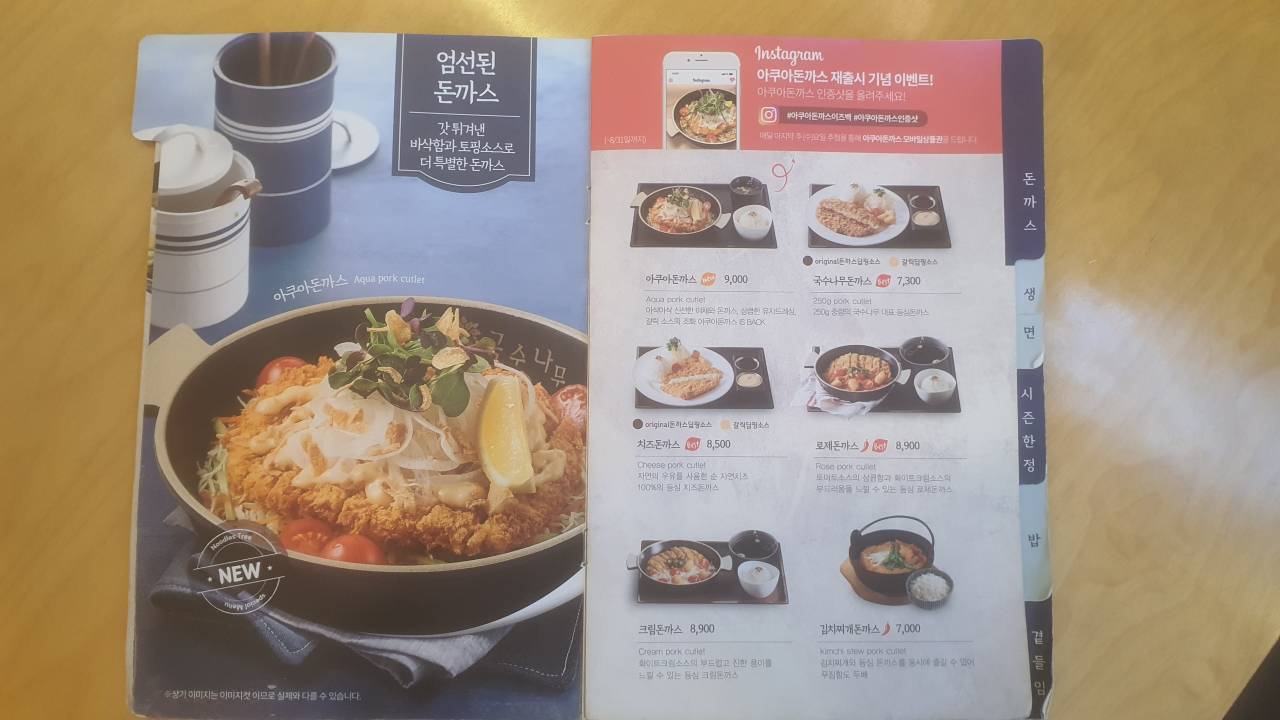 엄선된
돈까스
갓 튀겨낸
바삭함과 토핑소스로
더 특별한 돈까스
아쿠아돈까스 Aqua pork cutlet
국수나무
Noodles Tree
NEW
special Menu
※상기 이미지는 이미지컷 이므로 실제와 다를 수 있습니다.
Instagram
아쿠아돈까스 재출시 기념 이벤트!
아쿠아돈까스 인증샷을 올려주세요!
#아쿠아돈까스이즈백 #아쿠아돈까스인증샷
(~8/31일까지)
매달 마지막 주 (수)요일 추첨을 통해 아쿠아돈까스 모바일상품권을 드립니다.
아쿠아돈까스 New 9,000
Aqua pork cutlet
아삭아삭 신선한 야채와 돈까스, 상큼한 유자드레싱,
갈릭 소스의 조화 아쿠아돈까스 IS BACK
original돈까스딥핑소스 갈릭딥핑소스
국수나무돈까스 Best 7,300
250g pork cutlet
250g 중량의 국수나무 대표 등심돈까스
original돈까스딥핑소스 갈릭딥핑소스
치즈돈까스 Best 8,500
Cheese pork cutlet
자연의 우유를 사용한 순 자연치즈
100%의 등심 치즈돈까스
로제돈까스 Best 8,900
Rose pork cutlet
토마토소스의 상큼함과 화이트크림소스의
부드러움을 느낄 수 있는 등심 로제돈까스
크림돈까스 8,900
Cream pork cutlet
화이트크림소스의 부드럽고 진한 풍미를
느낄 수 있는 등심 크림돈까스
김치찌개돈까스 7,000
kimchi stew pork cutlet
김치찌개와 등심 돈까스를 동시에 즐길 수 있어
푸짐함도 두배
돈까스
생면
시즌한정
밥
곁들임